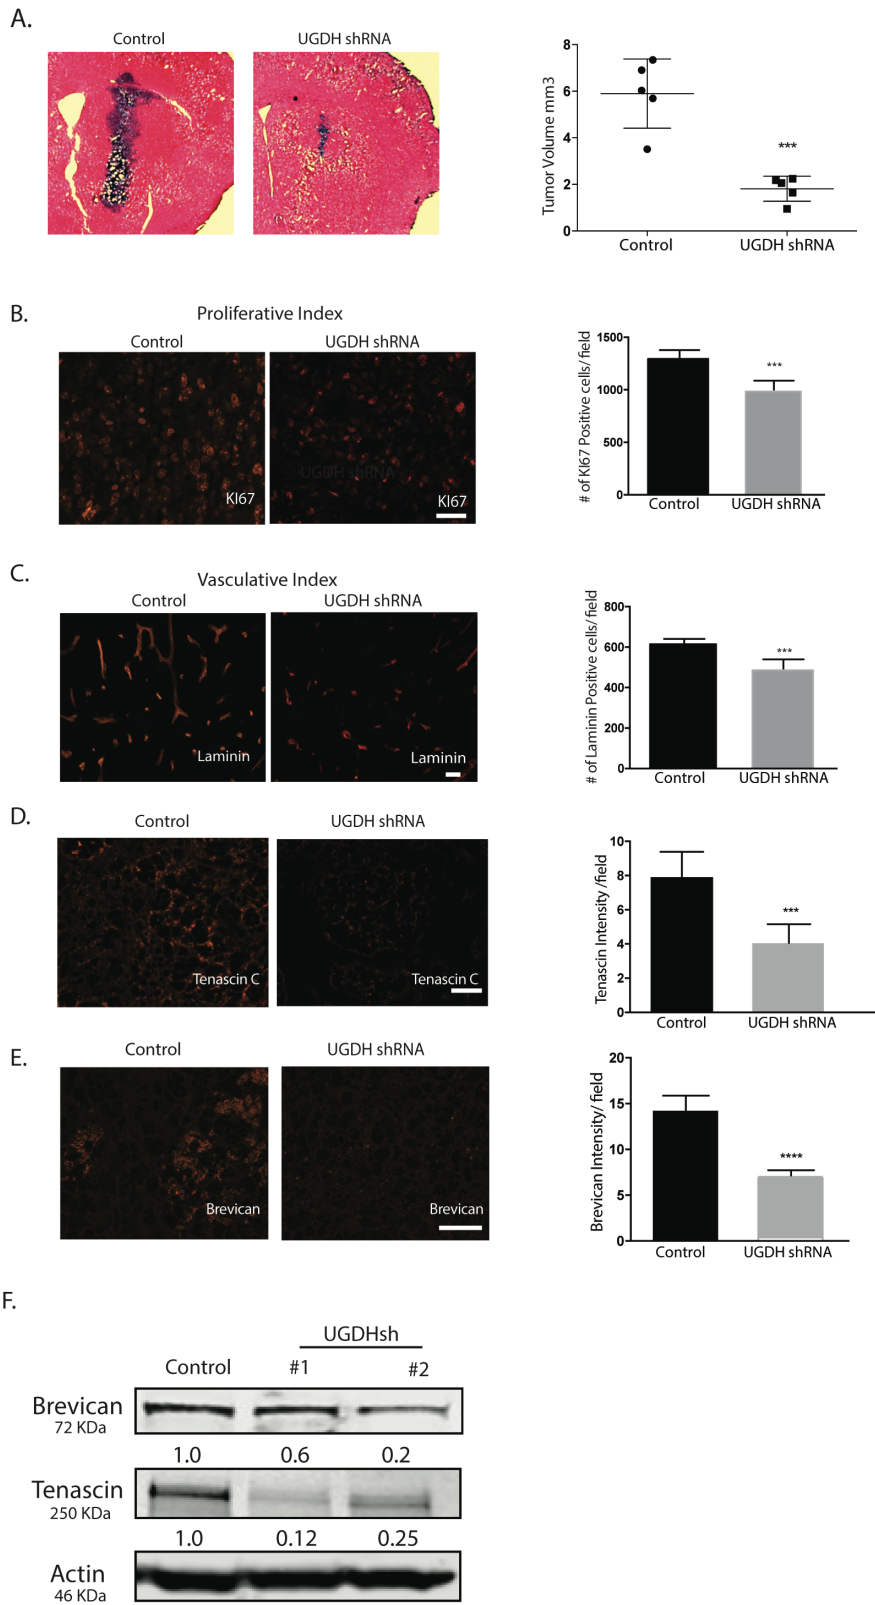 A.
Control
UGDH shRNA
Tumor Volume mm3
8
6
4
2
0
***
Control
UGDH shRNA
B.
Proliferative Index
Control
UGDH shRNA
UGDH shRNA
KI67
KI67
# of KI67 Positive cells/ field
1500
1000
500
0
***
Control
UGDH shRNA
C.
Vasculative Index
Control
UGDH shRNA
Laminin
Laminin
# of Laminin Positive cells/ field
800
600
400
200
0
***
Control
UGDH shRNA
D.
Control
UGDH shRNA
Tenascin C
Tenascin C
Tenascin Intensity /field
10
8
6
4
2
0
***
Control
UGDH shRNA
E.
Control
UGDH shRNA
Brevican
Brevican
Brevican Intensity/ field
20
15
10
5
0
****
Control
UGDH shRNA
F.
UGDHsh
Control
#1
#2
Brevican
72 KDa
1.0 0.6 0.2
Tenascin
250 KDa
1.0 0.12 0.25
Actin
46 KDa